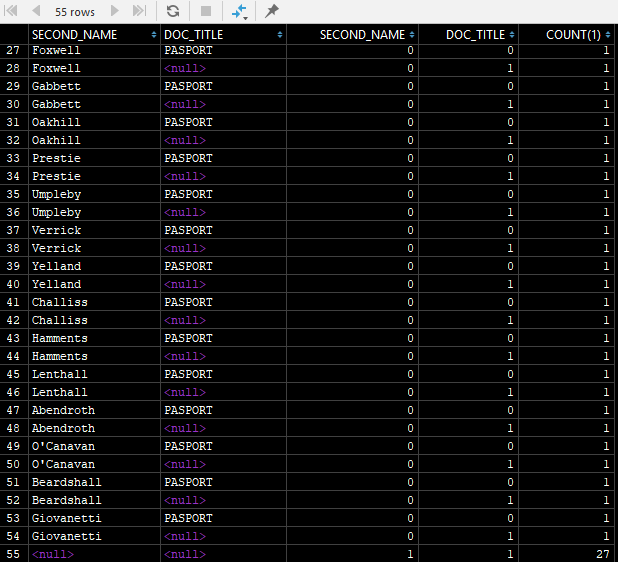 55 rows
SECOND_NAME DOC_TITLE SECOND_NAME DOC_TITLE COUNT(1)
27 Foxwell PASPORT 0 0 1
28 Foxwell <null> 0 1 1
29 Gabbett PASPORT 0 0 1
30 Gabbett <null> 0 1 1
31 Oakhill PASPORT 0 0 1
32 Oakhill <null> 0 1 1
33 Prestie PASPORT 0 0 1
34 Prestie <null> 0 1 1
35 Umpleby PASPORT 0 0 1
36 Umpleby <null> 0 1 1
37 Verrick PASPORT 0 0 1
38 Verrick <null> 0 1 1
39 Yelland PASPORT 0 0 1
40 Yelland <null> 0 1 1
41 Challiss PASPORT 0 0 1
42 Challiss <null> 0 1 1
43 Hamments PASPORT 0 0 1
44 Hamments <null> 0 1 1
45 Lenthall PASPORT 0 0 1
46 Lenthall <null> 0 1 1
47 Abendroth PASPORT 0 0 1
48 Abendroth <null> 0 1 1
49 O'Canavan PASPORT 0 0 1
50 O'Canavan <null> 0 1 1
51 Beardshall PASPORT 0 0 1
52 Beardshall <null> 0 1 1
53 Giovanetti PASPORT 0 0 1
54 Giovanetti <null> 0 1 1
55 <null> <null> 1 1 27